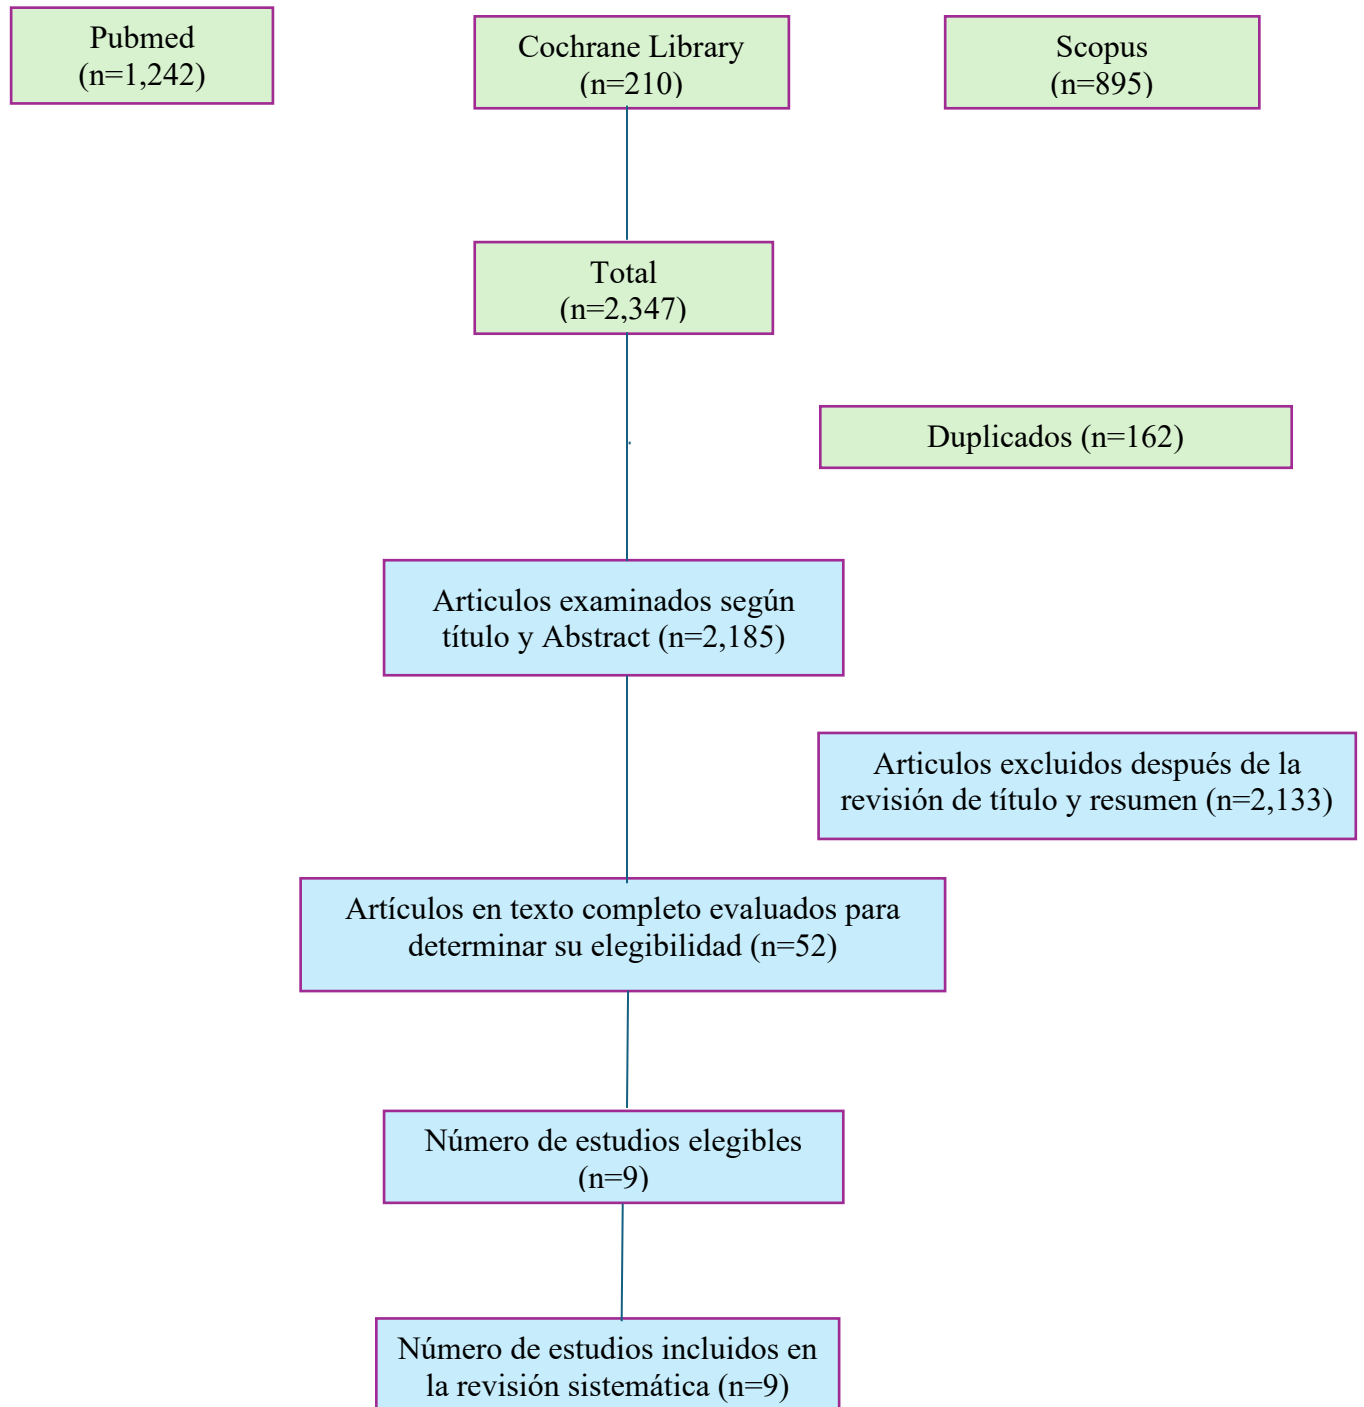 Pubmed
(n=1,242)
Cochrane Library
(n=210)
Scopus
(n=895)
Total
(n=2,347)
Duplicados (n=162)
Articulos examinados según
título y Abstract (n=2,185)
Articulos excluidos después de la
revisión de título y resumen (n=2,133)
Artículos en texto completo evaluados para
determinar su elegibilidad (n=52)
Número de estudios elegibles
(n=9)
Número de estudios incluidos en
la revisión sistemática (n=9)